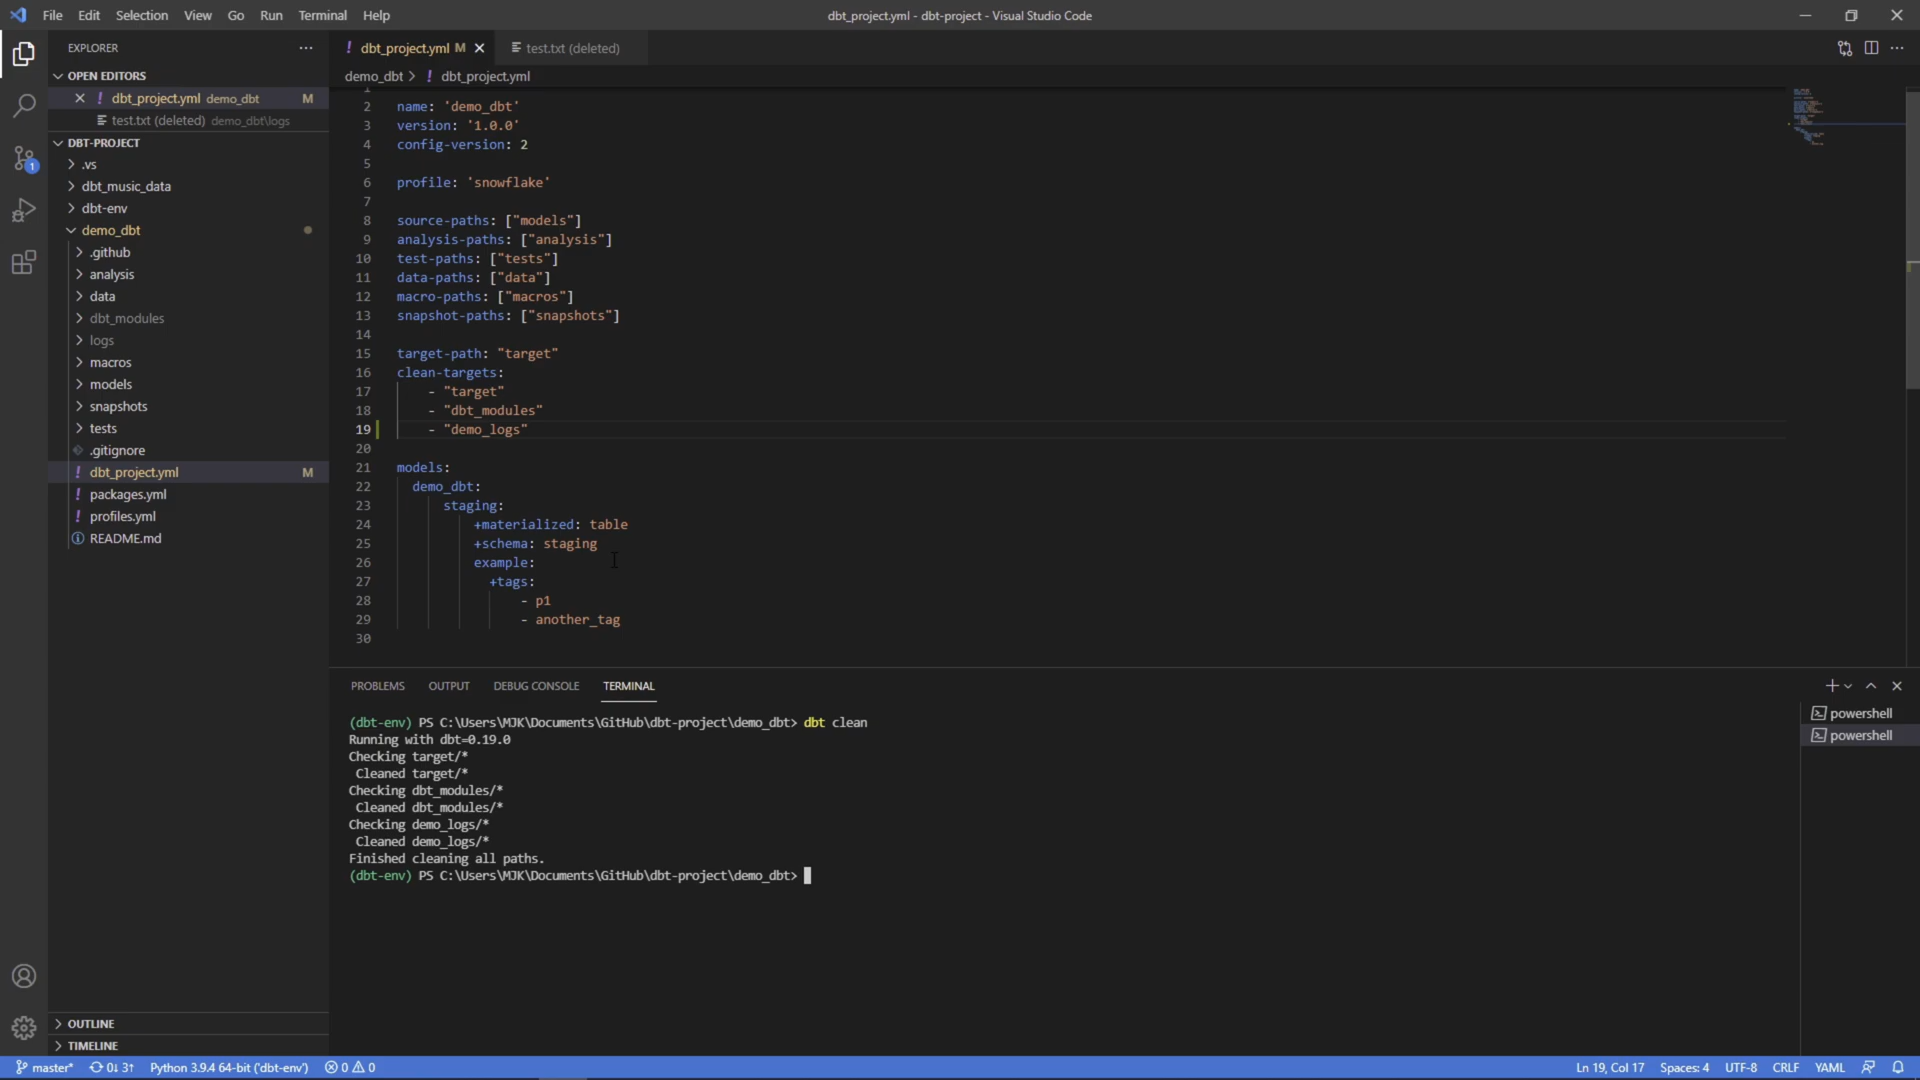 File Edit Selection View Go Run Terminal Help
dbt_project.yml - dbt-project - Visual Studio Code
EXPLORER
OPEN EDITORS
dbt_project.yml demo_dbt M
test.txt (deleted) demo_dbt\logs
DBT-PROJECT
.vs
dbt_music_data
dbt-env
demo_dbt
.github
analysis
data
dbt_modules
logs
macros
models
snapshots
tests
.gitignore
dbt_project.yml M
packages.yml
profiles.yml
README.md
OUTLINE
TIMELINE
dbt_project.yml M
test.txt (deleted)
demo_dbt > ! dbt_project.yml
1
2 name: 'demo_dbt'
3 version: '1.0.0'
4 config-version: 2
5
6 profile: 'snowflake'
7
8 source-paths: ["models"]
9 analysis-paths: ["analysis"]
10 test-paths: ["tests"]
11 data-paths: ["data"]
12 macro-paths: ["macros"]
13 snapshot-paths: ["snapshots"]
14
15 target-path: "target"
16 clean-targets:
17 - "target"
18 - "dbt_modules"
19 - "demo_logs"
20
21 models:
22 demo_dbt:
23 staging:
24 +materialized: table
25 +schema: staging
26 example:
27 +tags:
28 - p1
29 - another_tag
30
PROBLEMS OUTPUT DEBUG CONSOLE TERMINAL
(dbt-env) PS C:\Users\MJK\Documents\GitHub\dbt-project\demo_dbt> dbt clean
Running with dbt=0.19.0
Checking target/*
Cleaned target/*
Checking dbt_modules/*
Cleaned dbt_modules/*
Checking demo_logs/*
Cleaned demo_logs/*
Finished cleaning all paths.
(dbt-env) PS C:\Users\MJK\Documents\GitHub\dbt-project\demo_dbt>
powershell
powershell
1
master* 0↓ 3↑ Python 3.9.4 64-bit ('dbt-env') 0 0
Ln 19, Col 17 Spaces: 4 UTF-8 CRLF YAML